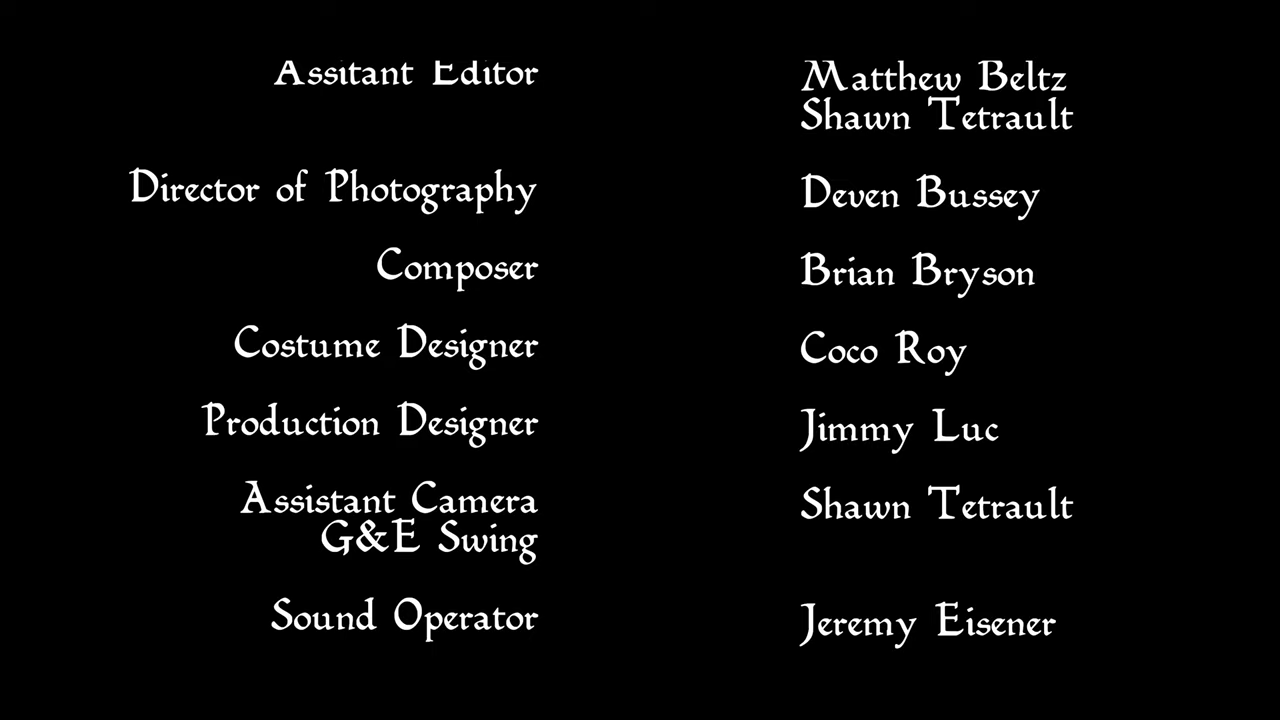 Assitant Editor Matthew Beltz
Shawn Tetrault
Director of Photography Deven Bussey
Composer Brian Bryson
Costume Designer Coco Roy
Production Designer Jimmy Luc
Assistant Camera Shawn Tetrault
G&E Swing
Sound Operator Jeremy Eisener